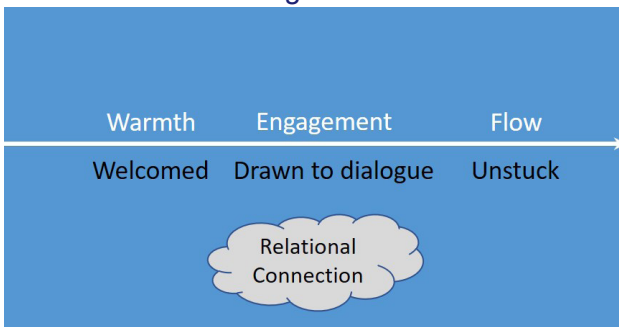 Warmth Engagement Flow
Welcomed Drawn to dialogue Unstuck
Relational
Connection